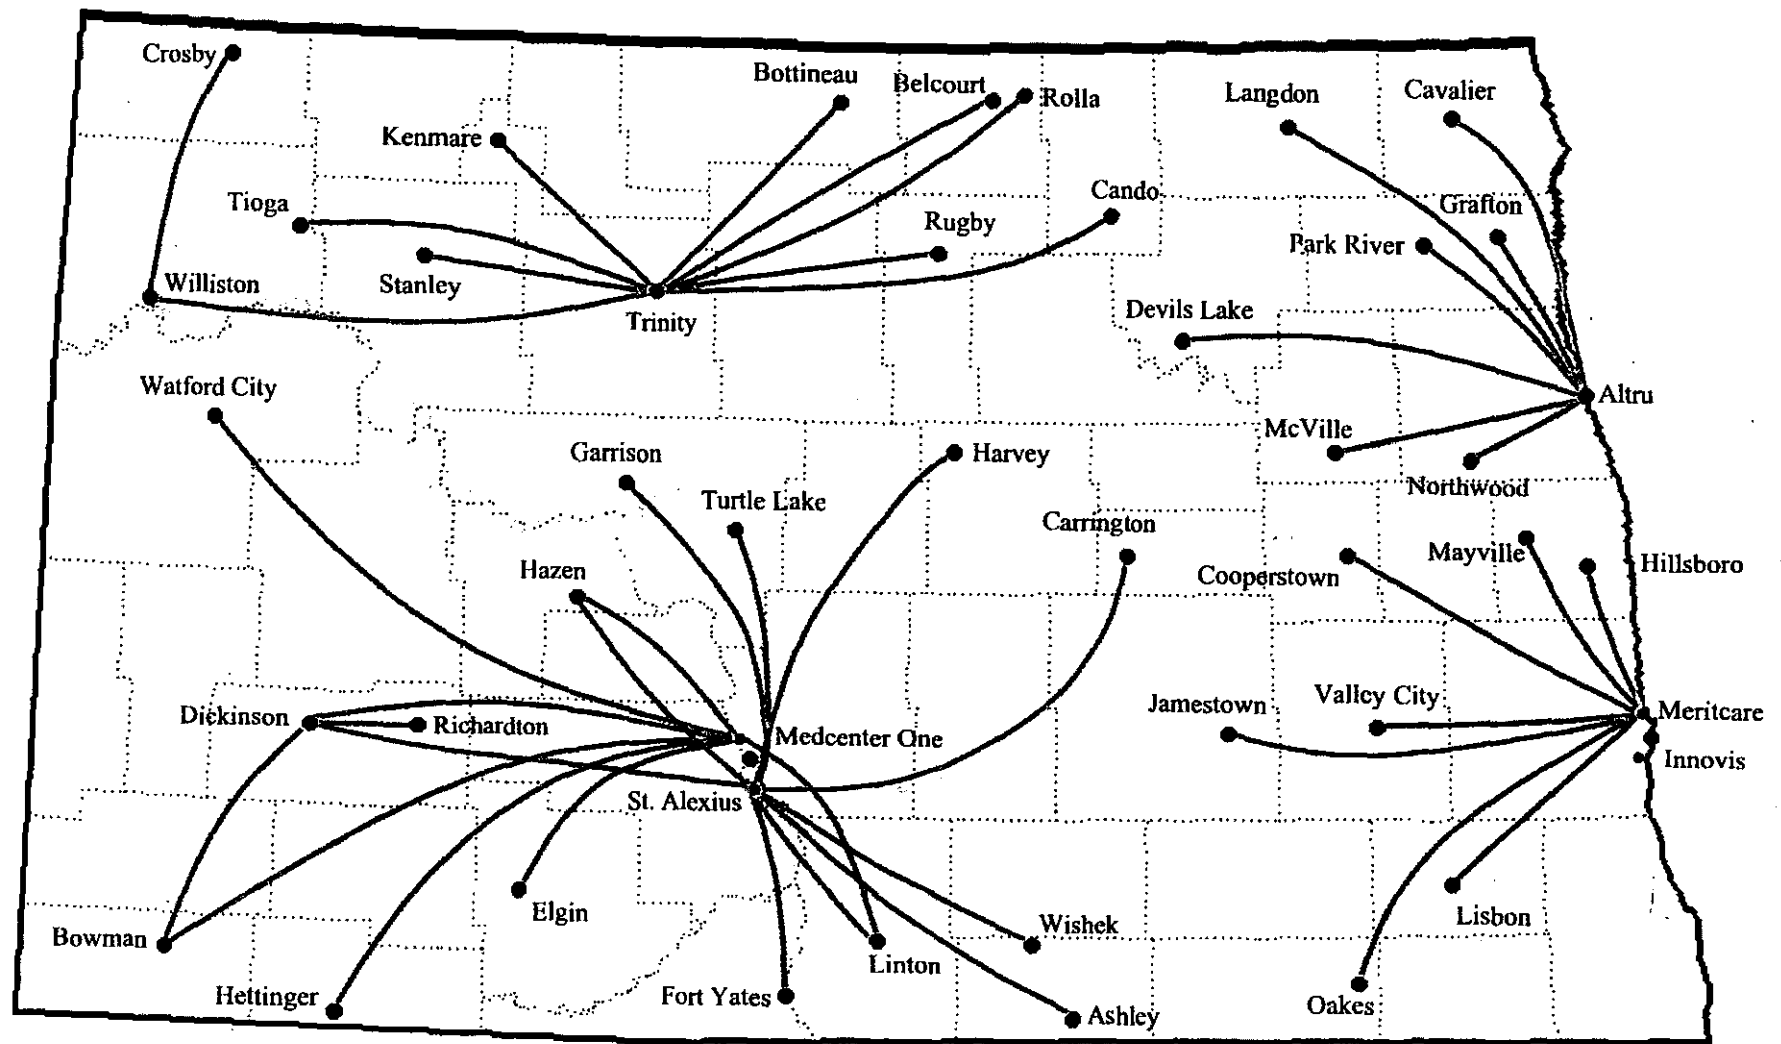 Crosby
Bottineau
Belcourt
Rolla
Langdon
Cavalier
Kenmare
Tioga
Cando
Grafton
Rugby
Park River
Williston
Stanley
Trinity
Devils Lake
Watford City
Altru
McVille
Garrison
Harvey
Northwood
Turtle Lake
Carrington
Mayville
Hillsboro
Hazen
Cooperstown
Dickinson
Richardton
Medcenter One
Jamestown
Valley City
Meritcare
Innovis
St. Alexius
Elgin
Lisbon
Bowman
Wishek
Linton
Hettinger
Fort Yates
Ashley
Oakes